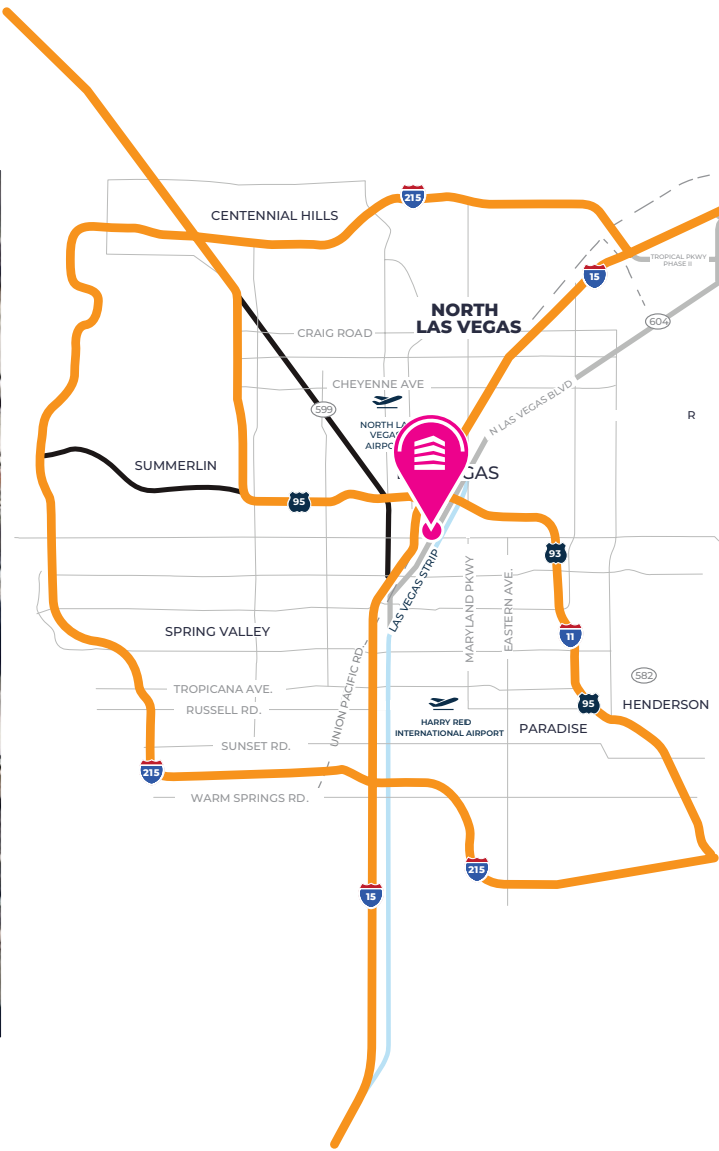 215
CENTENNIAL HILLS
TROPICAL PKWY
PHASE II
15
NORTH
LAS VEGAS
604
CRAIG ROAD
CHEYENNE AVE
599
N LAS VEGAS BLVD
NORTH
R
SUMMERLIN
95
93
LAS VEGAS STRIP
MARYLAND PKWY
EASTERN AVE.
SPRING VALLEY
11
UNION PACIFIC RD.
582
TROPICANA AVE.
RUSSELL RD.
95
HENDERSON
HARRY REID
INTERNATIONAL AIRPORT
PARADISE
SUNSET RD.
215
WARM SPRINGS RD.
215
15